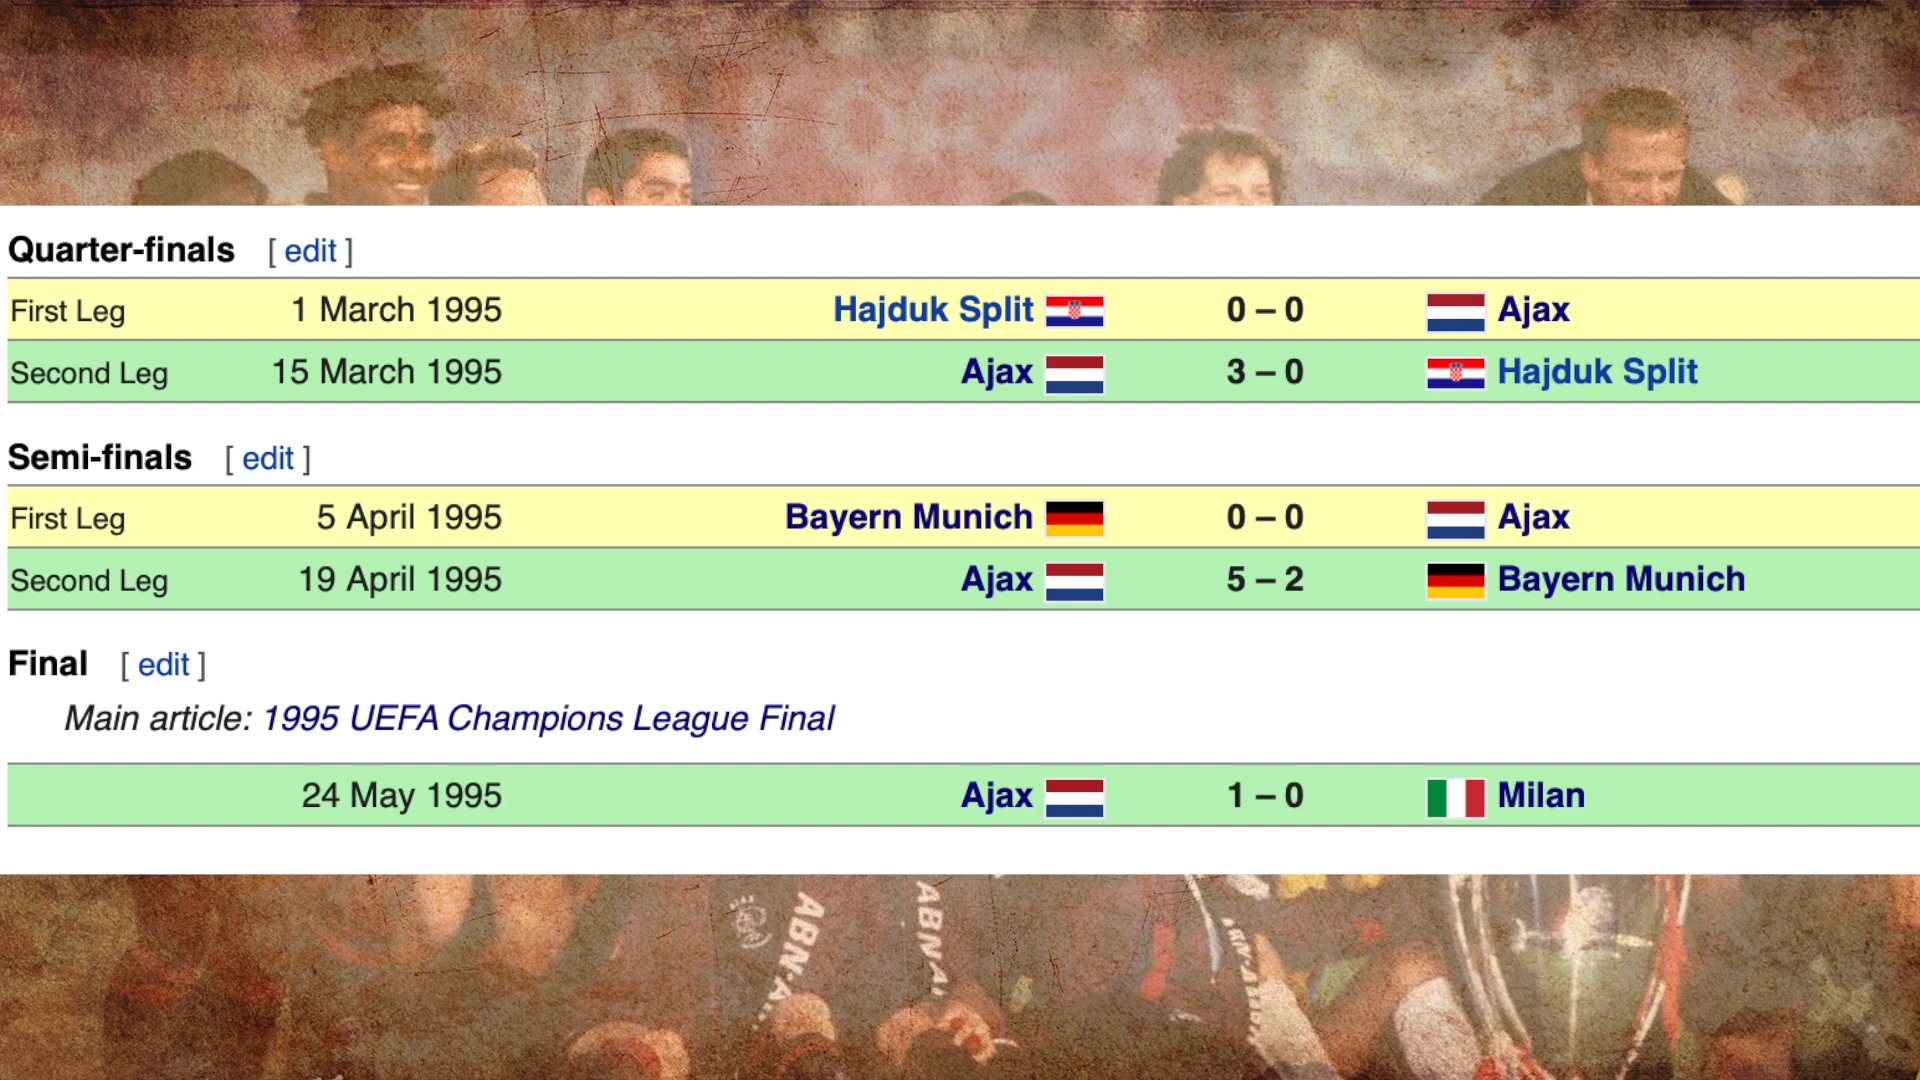 Quarter-finals [ edit ]
First Leg 1 March 1995 Hajduk Split 0 – 0 Ajax
Second Leg 15 March 1995 Ajax 3 – 0 Hajduk Split
Semi-finals [ edit ]
First Leg 5 April 1995 Bayern Munich 0 – 0 Ajax
Second Leg 19 April 1995 Ajax 5 – 2 Bayern Munich
Final [ edit ]
Main article: 1995 UEFA Champions League Final
24 May 1995 Ajax 1 – 0 Milan
ABN-A
ABN-A